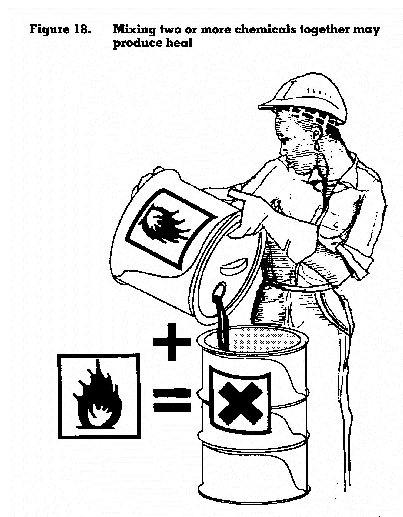 Figure 18. Mixing two or more chemicals together may
produce heal